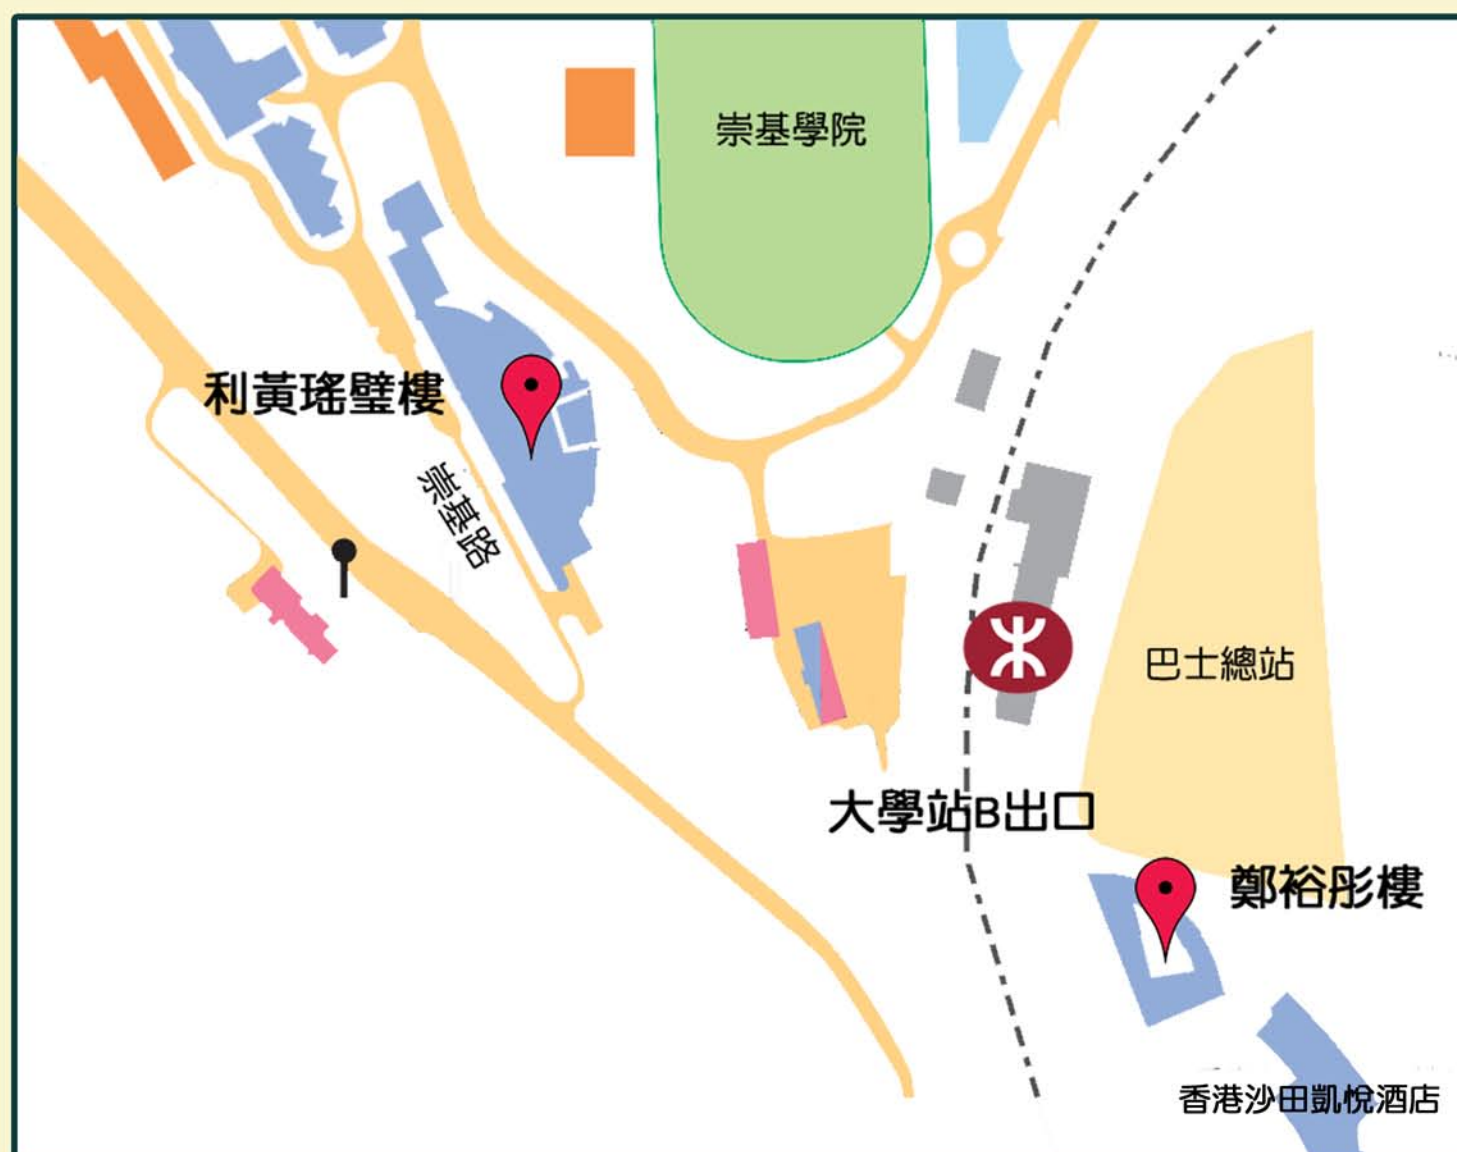 崇基學院
利黃瑤璧樓
崇基路
巴士總站
大學站B出口
鄭裕彤樓
香港沙田凱悅酒店